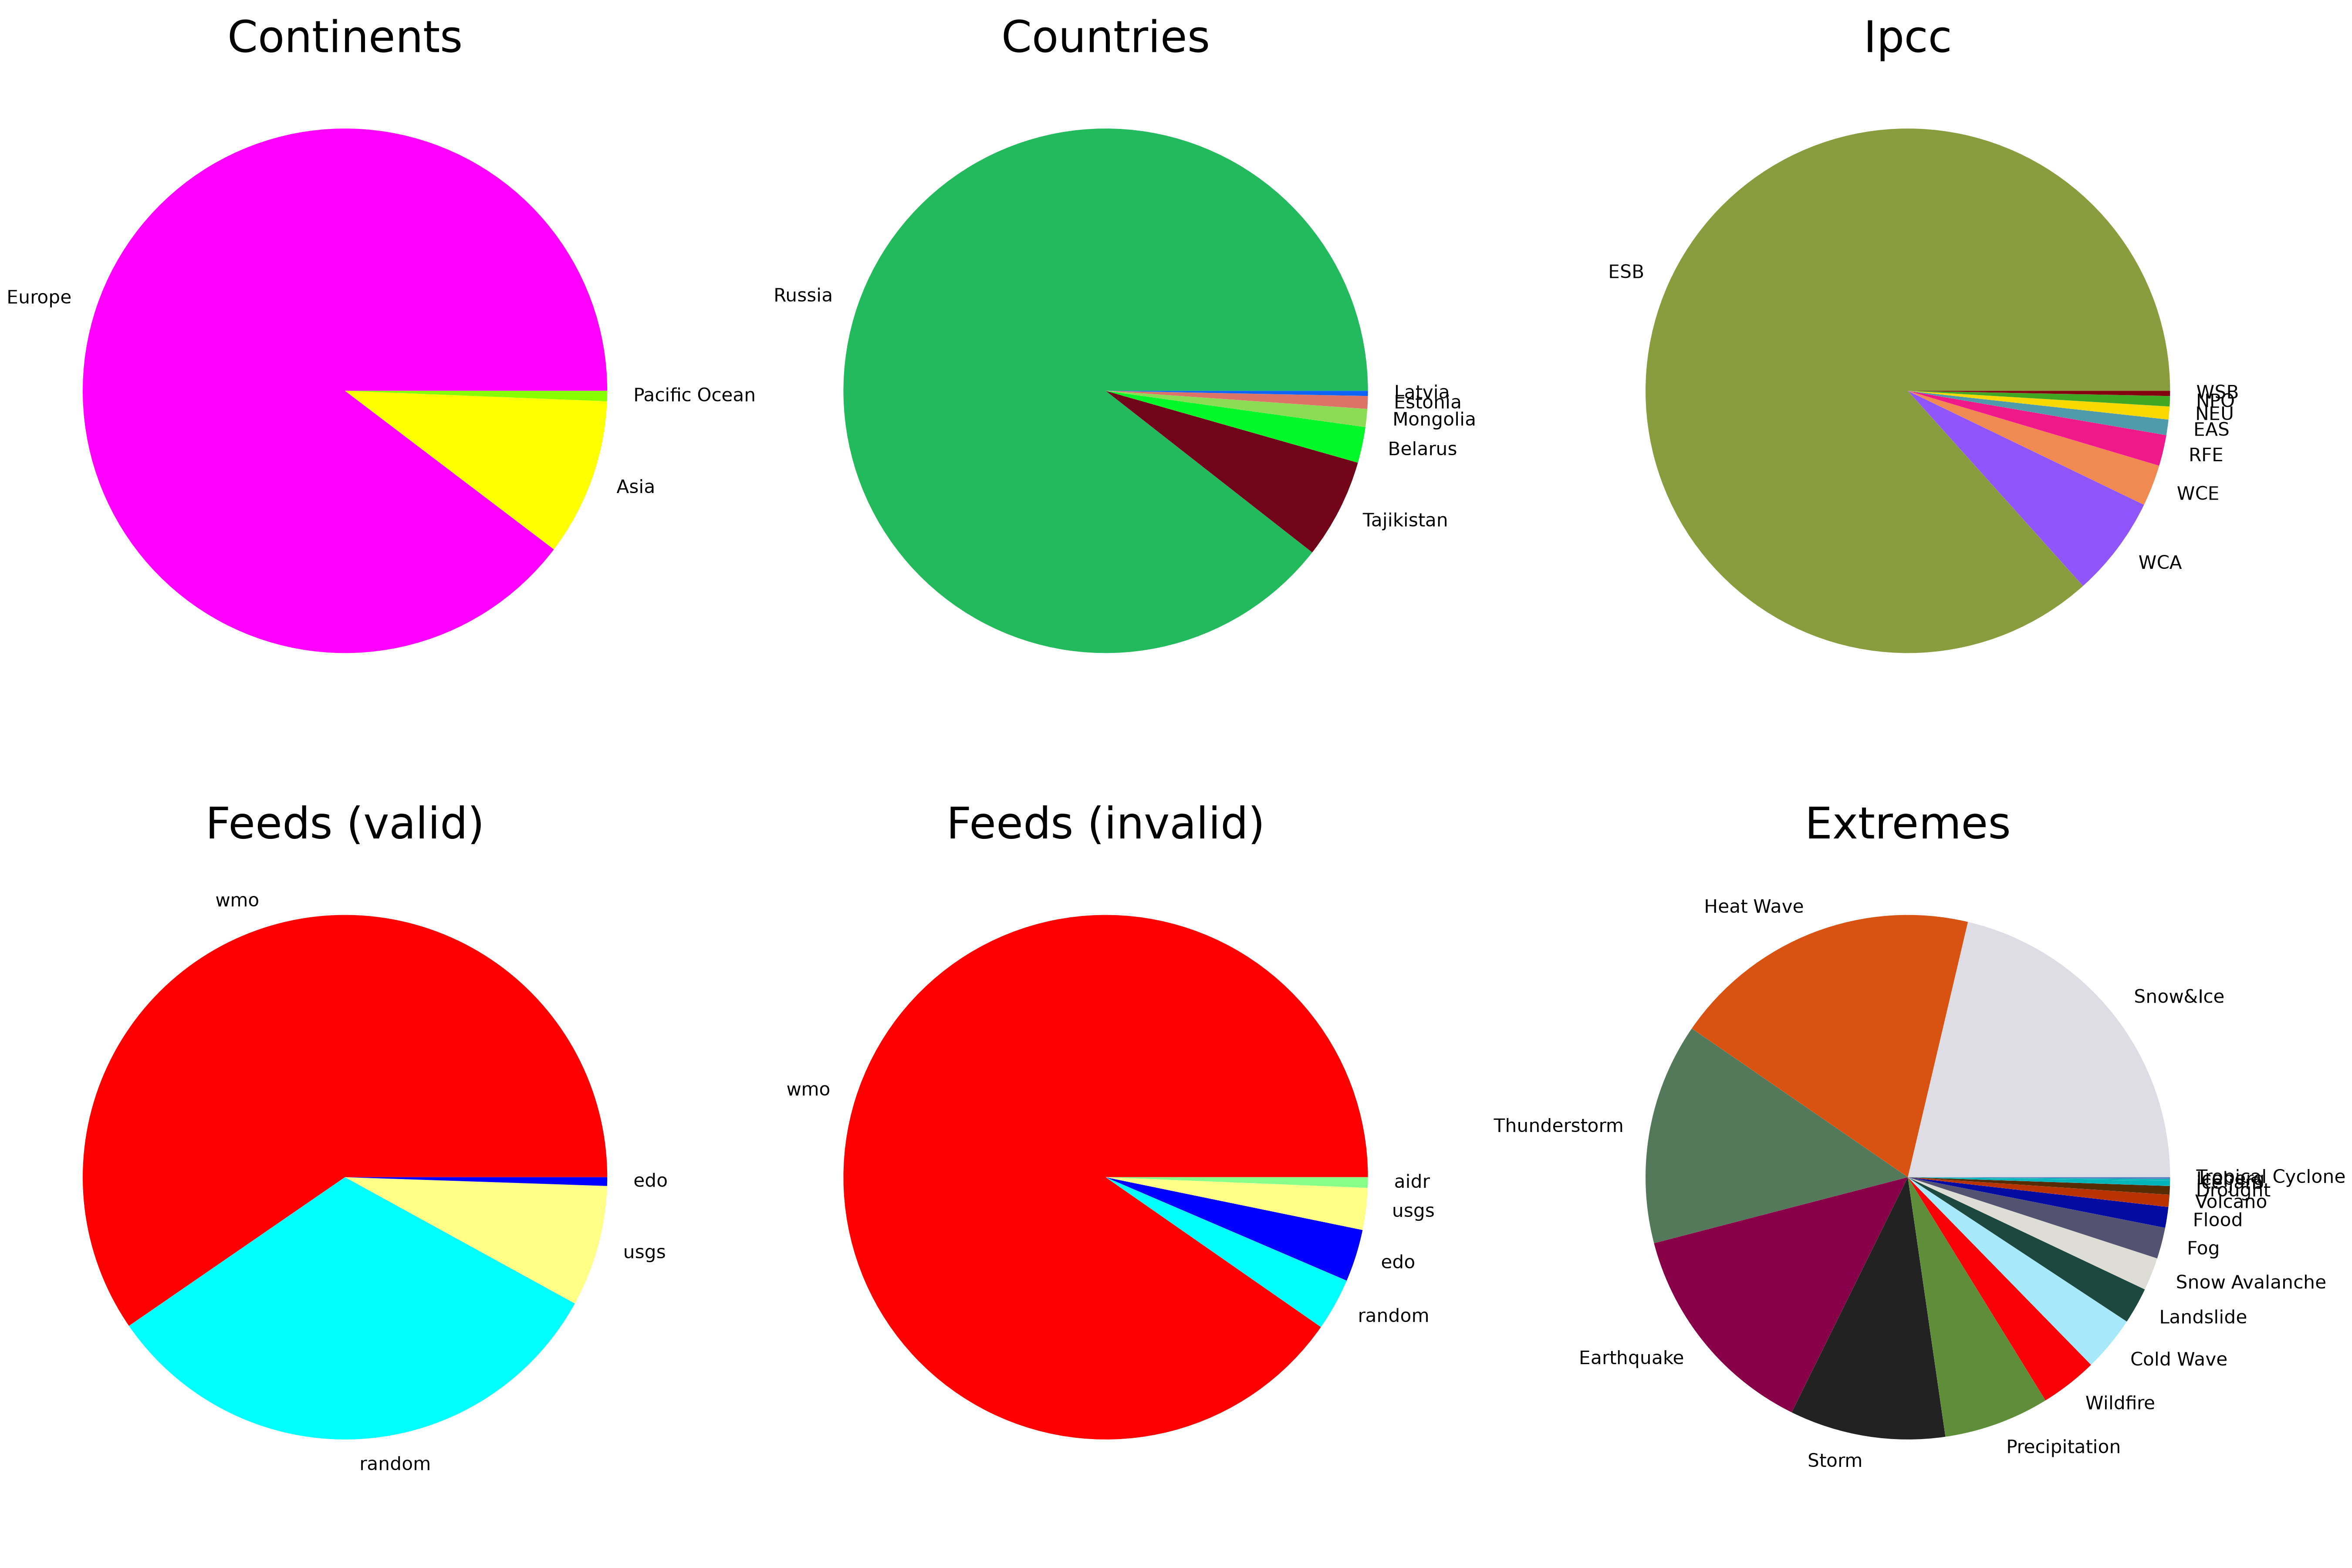 Continents
Countries
Ipcc
Europe
Pacific Ocean
Asia
Russia
Latvia
Estonia
Mongolia
Belarus
Tajikistan
ESB
WSB
NPO
NEU
EAS
RFE
WCE
WCA
Feeds (valid)
Feeds (invalid)
Extremes
wmo
edo
usgs
random
wmo
aidr
usgs
edo
random
Heat Wave
Snow&Ice
Thunderstorm
Tropical Cyclone
Drought
Volcano
Flood
Fog
Snow Avalanche
Landslide
Cold Wave
Wildfire
Precipitation
Storm
Earthquake